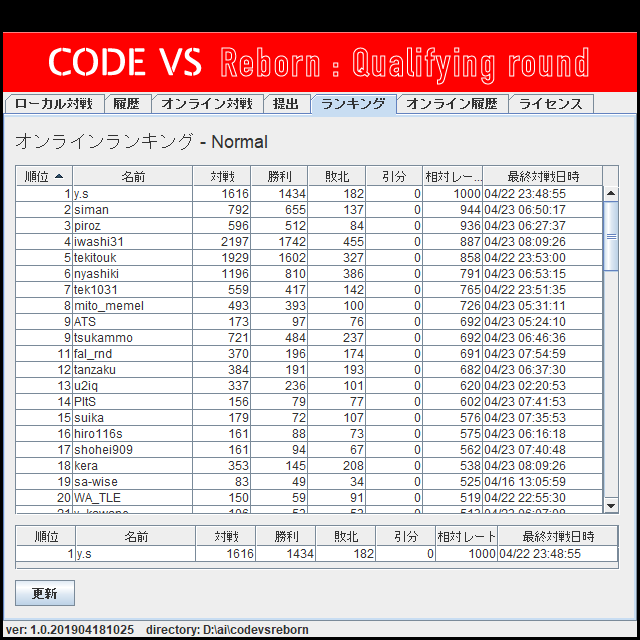 CODE VS Reborn : Qualifying round
ローカル対戦 履歴 オンライン対戦 提出 ランキング オンライン履歴 ライセンス
オンラインランキング - Normal
順位 名前 対戦 勝利 敗北 引分 相対レー... 最終対戦日時
1 y.s 1616 1434 182 0 1000 04/22 23:48:55
2 siman 792 655 137 0 944 04/23 06:50:17
3 piroz 596 512 84 0 936 04/23 06:27:37
4 iwashi31 2197 1742 455 0 887 04/23 08:09:26
5 tekitouk 1929 1602 327 0 858 04/22 23:53:00
6 nyashiki 1196 810 386 0 791 04/23 06:53:15
7 tek1031 559 417 142 0 765 04/22 23:51:35
8 mito_memel 493 393 100 0 726 04/23 05:31:11
9 ATS 173 97 76 0 692 04/23 05:24:10
9 tsukammo 721 484 237 0 692 04/23 06:46:36
11 fal_rnd 370 196 174 0 691 04/23 07:54:59
12 tanzaku 384 191 193 0 682 04/23 06:37:30
13 u2iq 337 236 101 0 620 04/23 02:20:53
14 PltS 156 79 77 0 602 04/23 07:41:53
15 suika 179 72 107 0 576 04/23 07:35:53
16 hiro116s 161 88 73 0 575 04/23 06:16:18
17 shohei909 161 94 67 0 562 04/23 07:40:48
18 kera 353 145 208 0 538 04/23 08:09:26
19 sa-wise 83 49 34 0 525 04/16 13:05:59
20 WA_TLE 150 59 91 0 519 04/22 22:55:30
順位 名前 対戦 勝利 敗北 引分 相対レート 最終対戦日時
1 y.s 1616 1434 182 0 1000 04/22 23:48:55
更新
ver: 1.0.201904181025 directory: D:\ai\codevsreborn